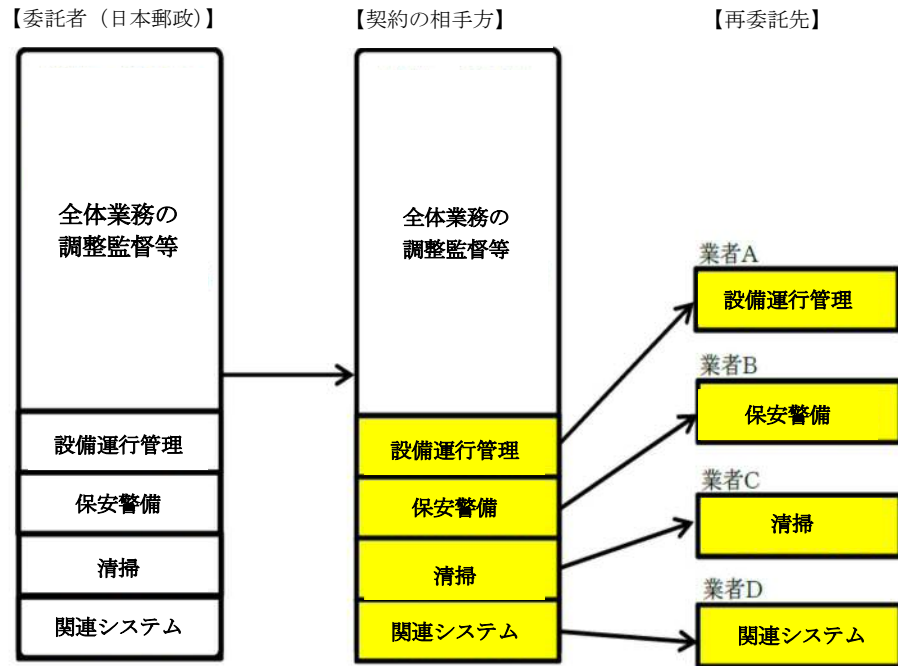 【委託者（日本郵政）】
全体業務の
調整監督等
設備運行管理
保安警備
清掃
関連システム
【契約の相手方】
全体業務の
調整監督等
設備運行管理
保安警備
清掃
関連システム
【再委託先】
業者A
設備運行管理
業者B
保安警備
業者C
清掃
業者D
関連システム